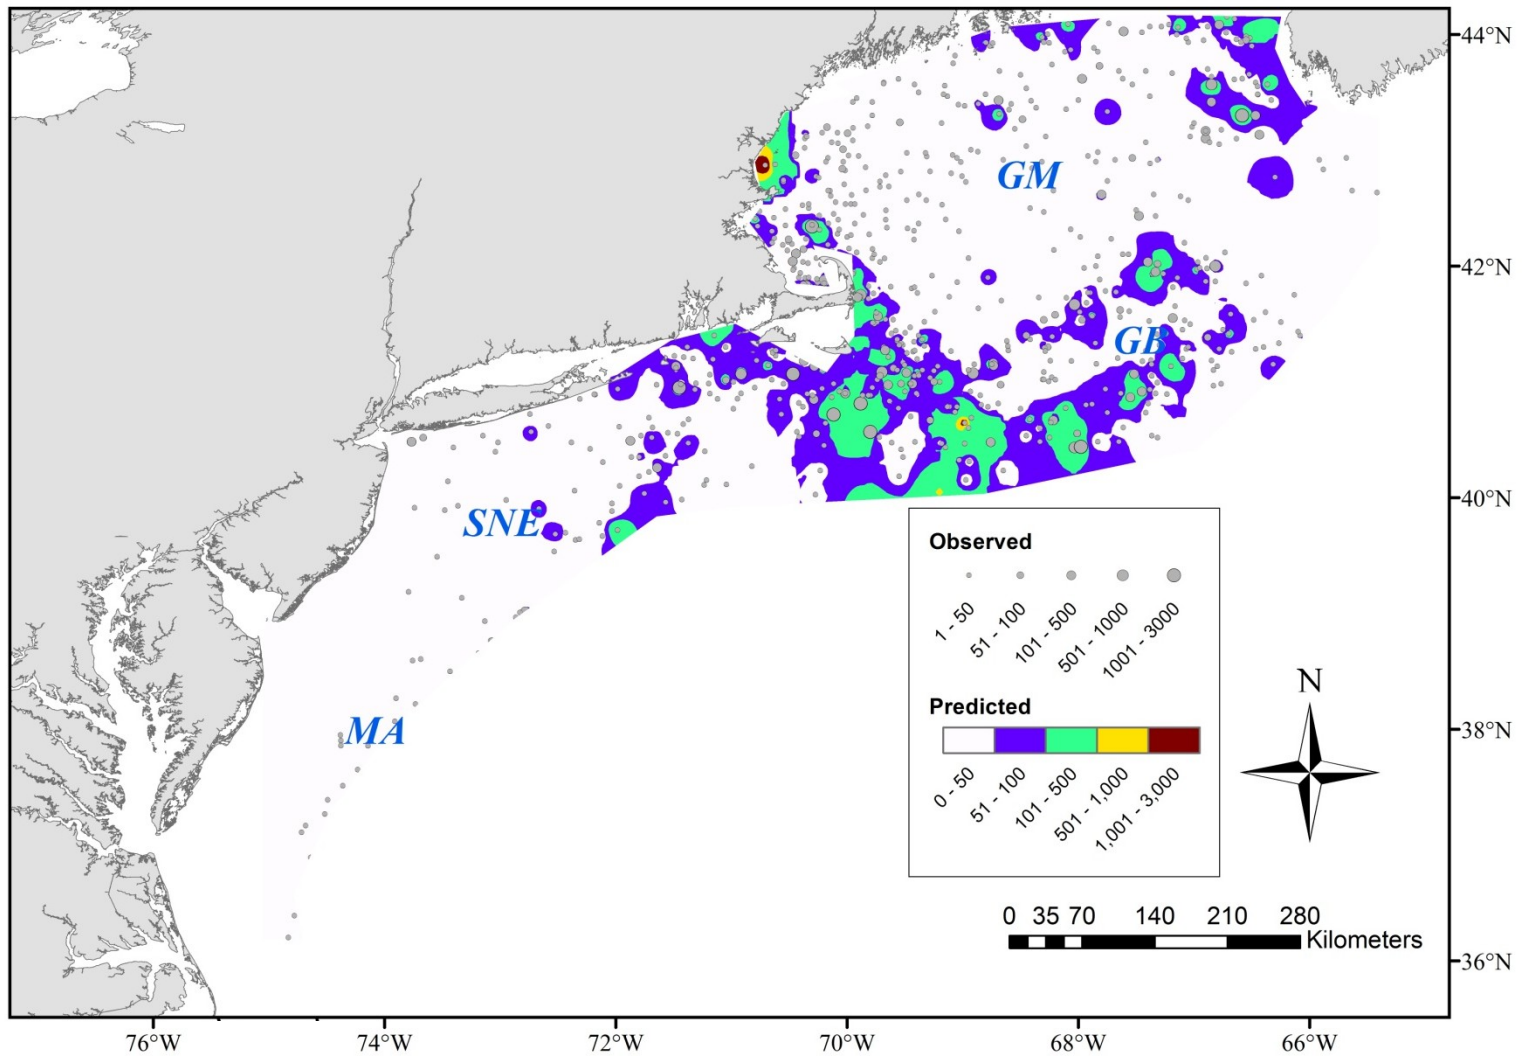 44°N
GM
42°N
GB
40°N
SNE
Observed
1 - 50
51 - 100
101 - 500
501 - 1000
1001 - 3000
N
Predicted
MA
38°N
0 - 50
51 - 100
101 - 500
501 - 1,000
1,001 - 3,000
0 35 70 140 210 280
Kilometers
36°N
76°W 74°W 72°W 70°W 68°W 66°W